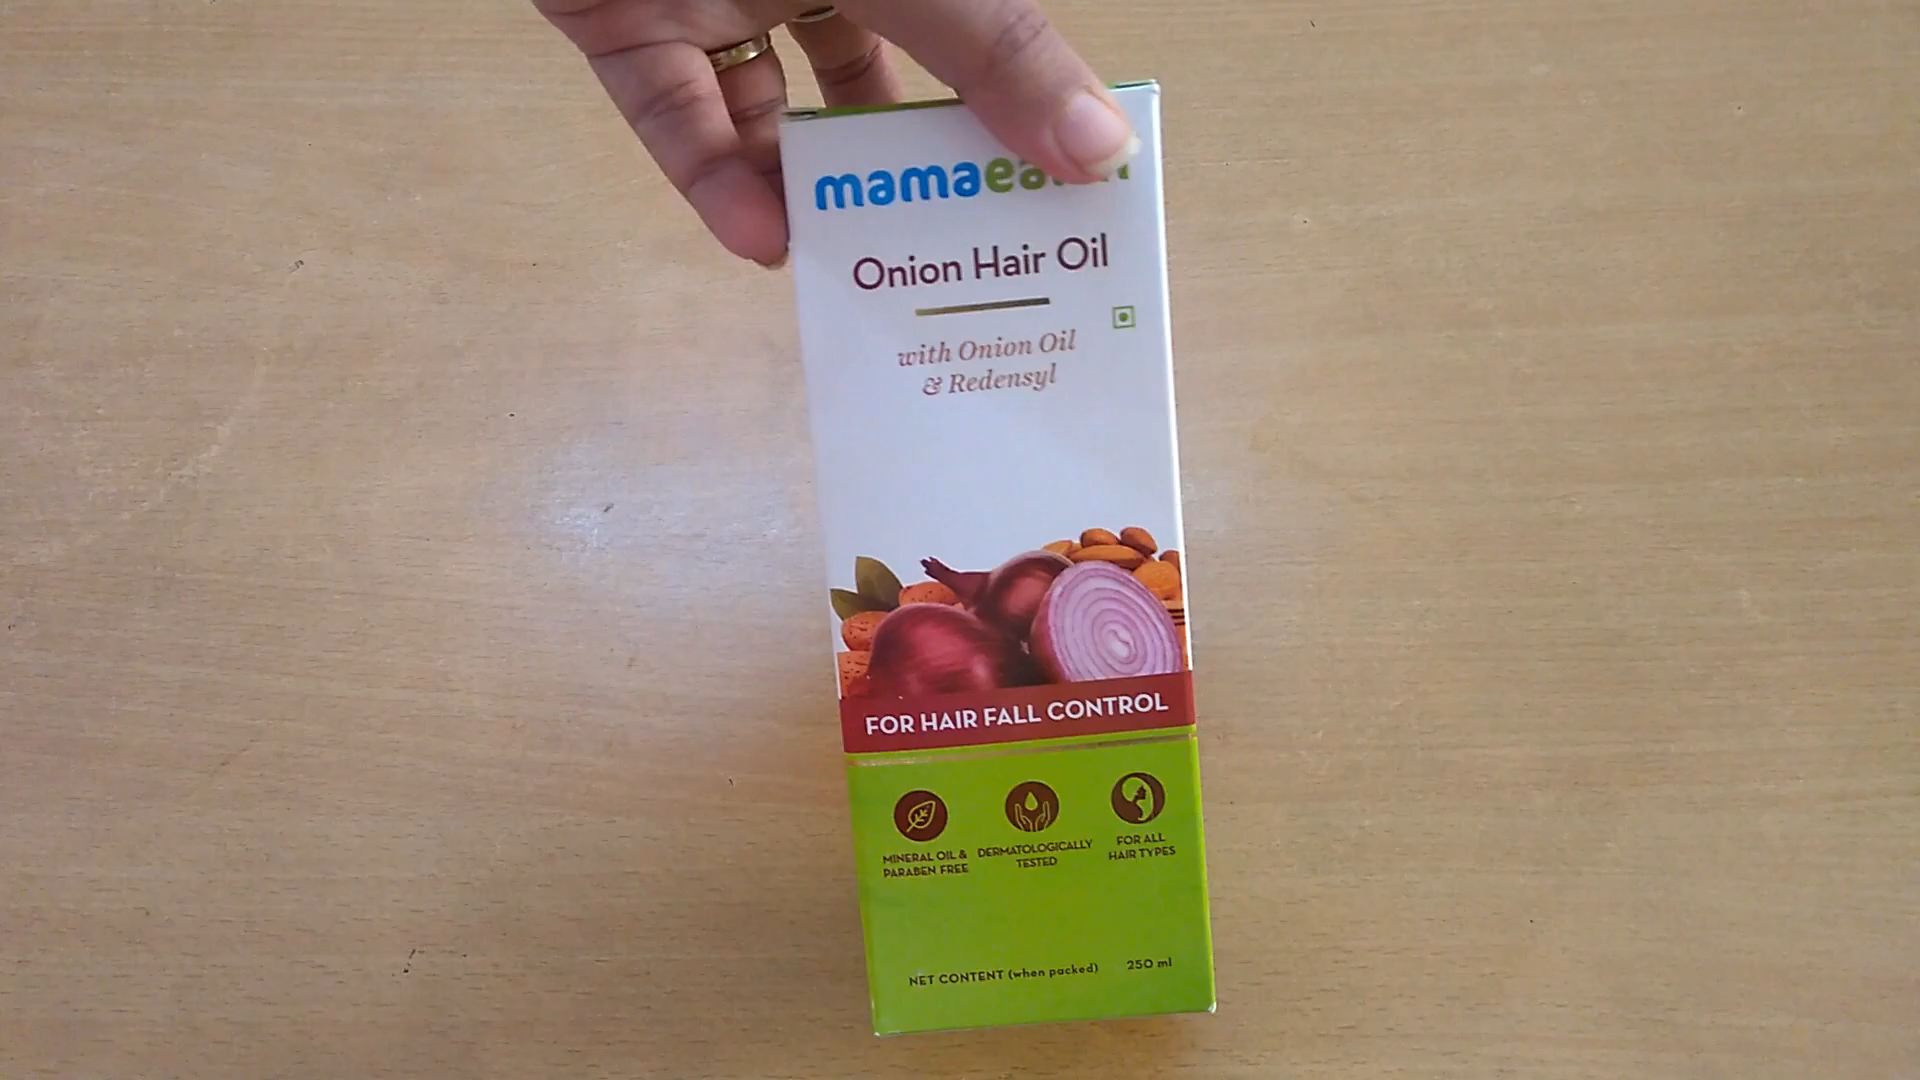 Onion Hair Oil
with Onion Oil
& Redensyl
FOR HAIR FALL CONTROL
MINERAL OIL &
PARABEN FREE
DERMATOLOGICALLY
TESTED
FOR ALL
HAIR TYPES
NET CONTENT (when packed) 250 ml